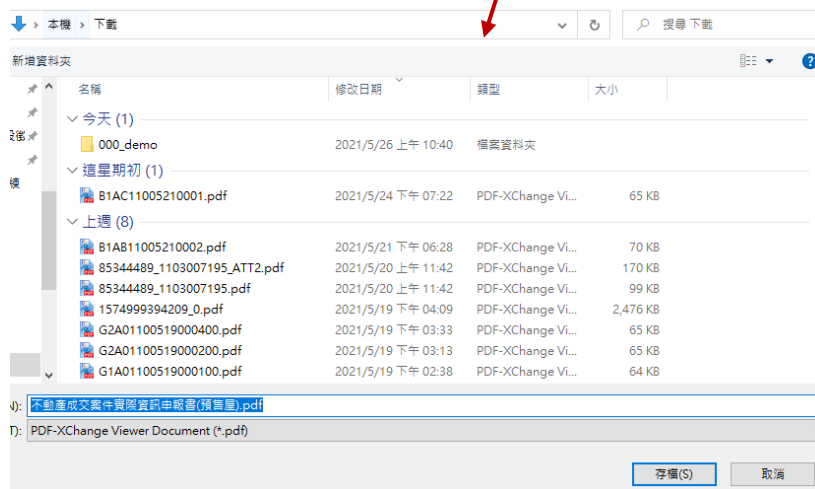 本機 > 下載
搜尋 下載
新增資料夾
名稱 修改日期 類型 大小
今天 (1)
000_demo 2021/5/26 上午 10:40 檔案資料夾
這星期初 (1)
B1AC11005210001.pdf 2021/5/24 下午 07:22 PDF-XChange Vi... 65 KB
上週 (8)
B1AB11005210002.pdf 2021/5/21 下午 06:28 PDF-XChange Vi... 70 KB
85344489_1103007195_ATT2.pdf 2021/5/20 上午 11:42 PDF-XChange Vi... 170 KB
85344489_1103007195.pdf 2021/5/20 上午 11:42 PDF-XChange Vi... 99 KB
1574999394209_0.pdf 2021/5/19 下午 04:09 PDF-XChange Vi... 2,476 KB
G2A01100519000400.pdf 2021/5/19 下午 03:33 PDF-XChange Vi... 65 KB
G2A01100519000200.pdf 2021/5/19 下午 03:13 PDF-XChange Vi... 65 KB
G1A01100519000100.pdf 2021/5/19 下午 02:38 PDF-XChange Vi... 64 KB
不動產成交案件實際資訊申報書(預售屋).pdf
T): PDF-XChange Viewer Document (*.pdf)
存檔(S) 取消